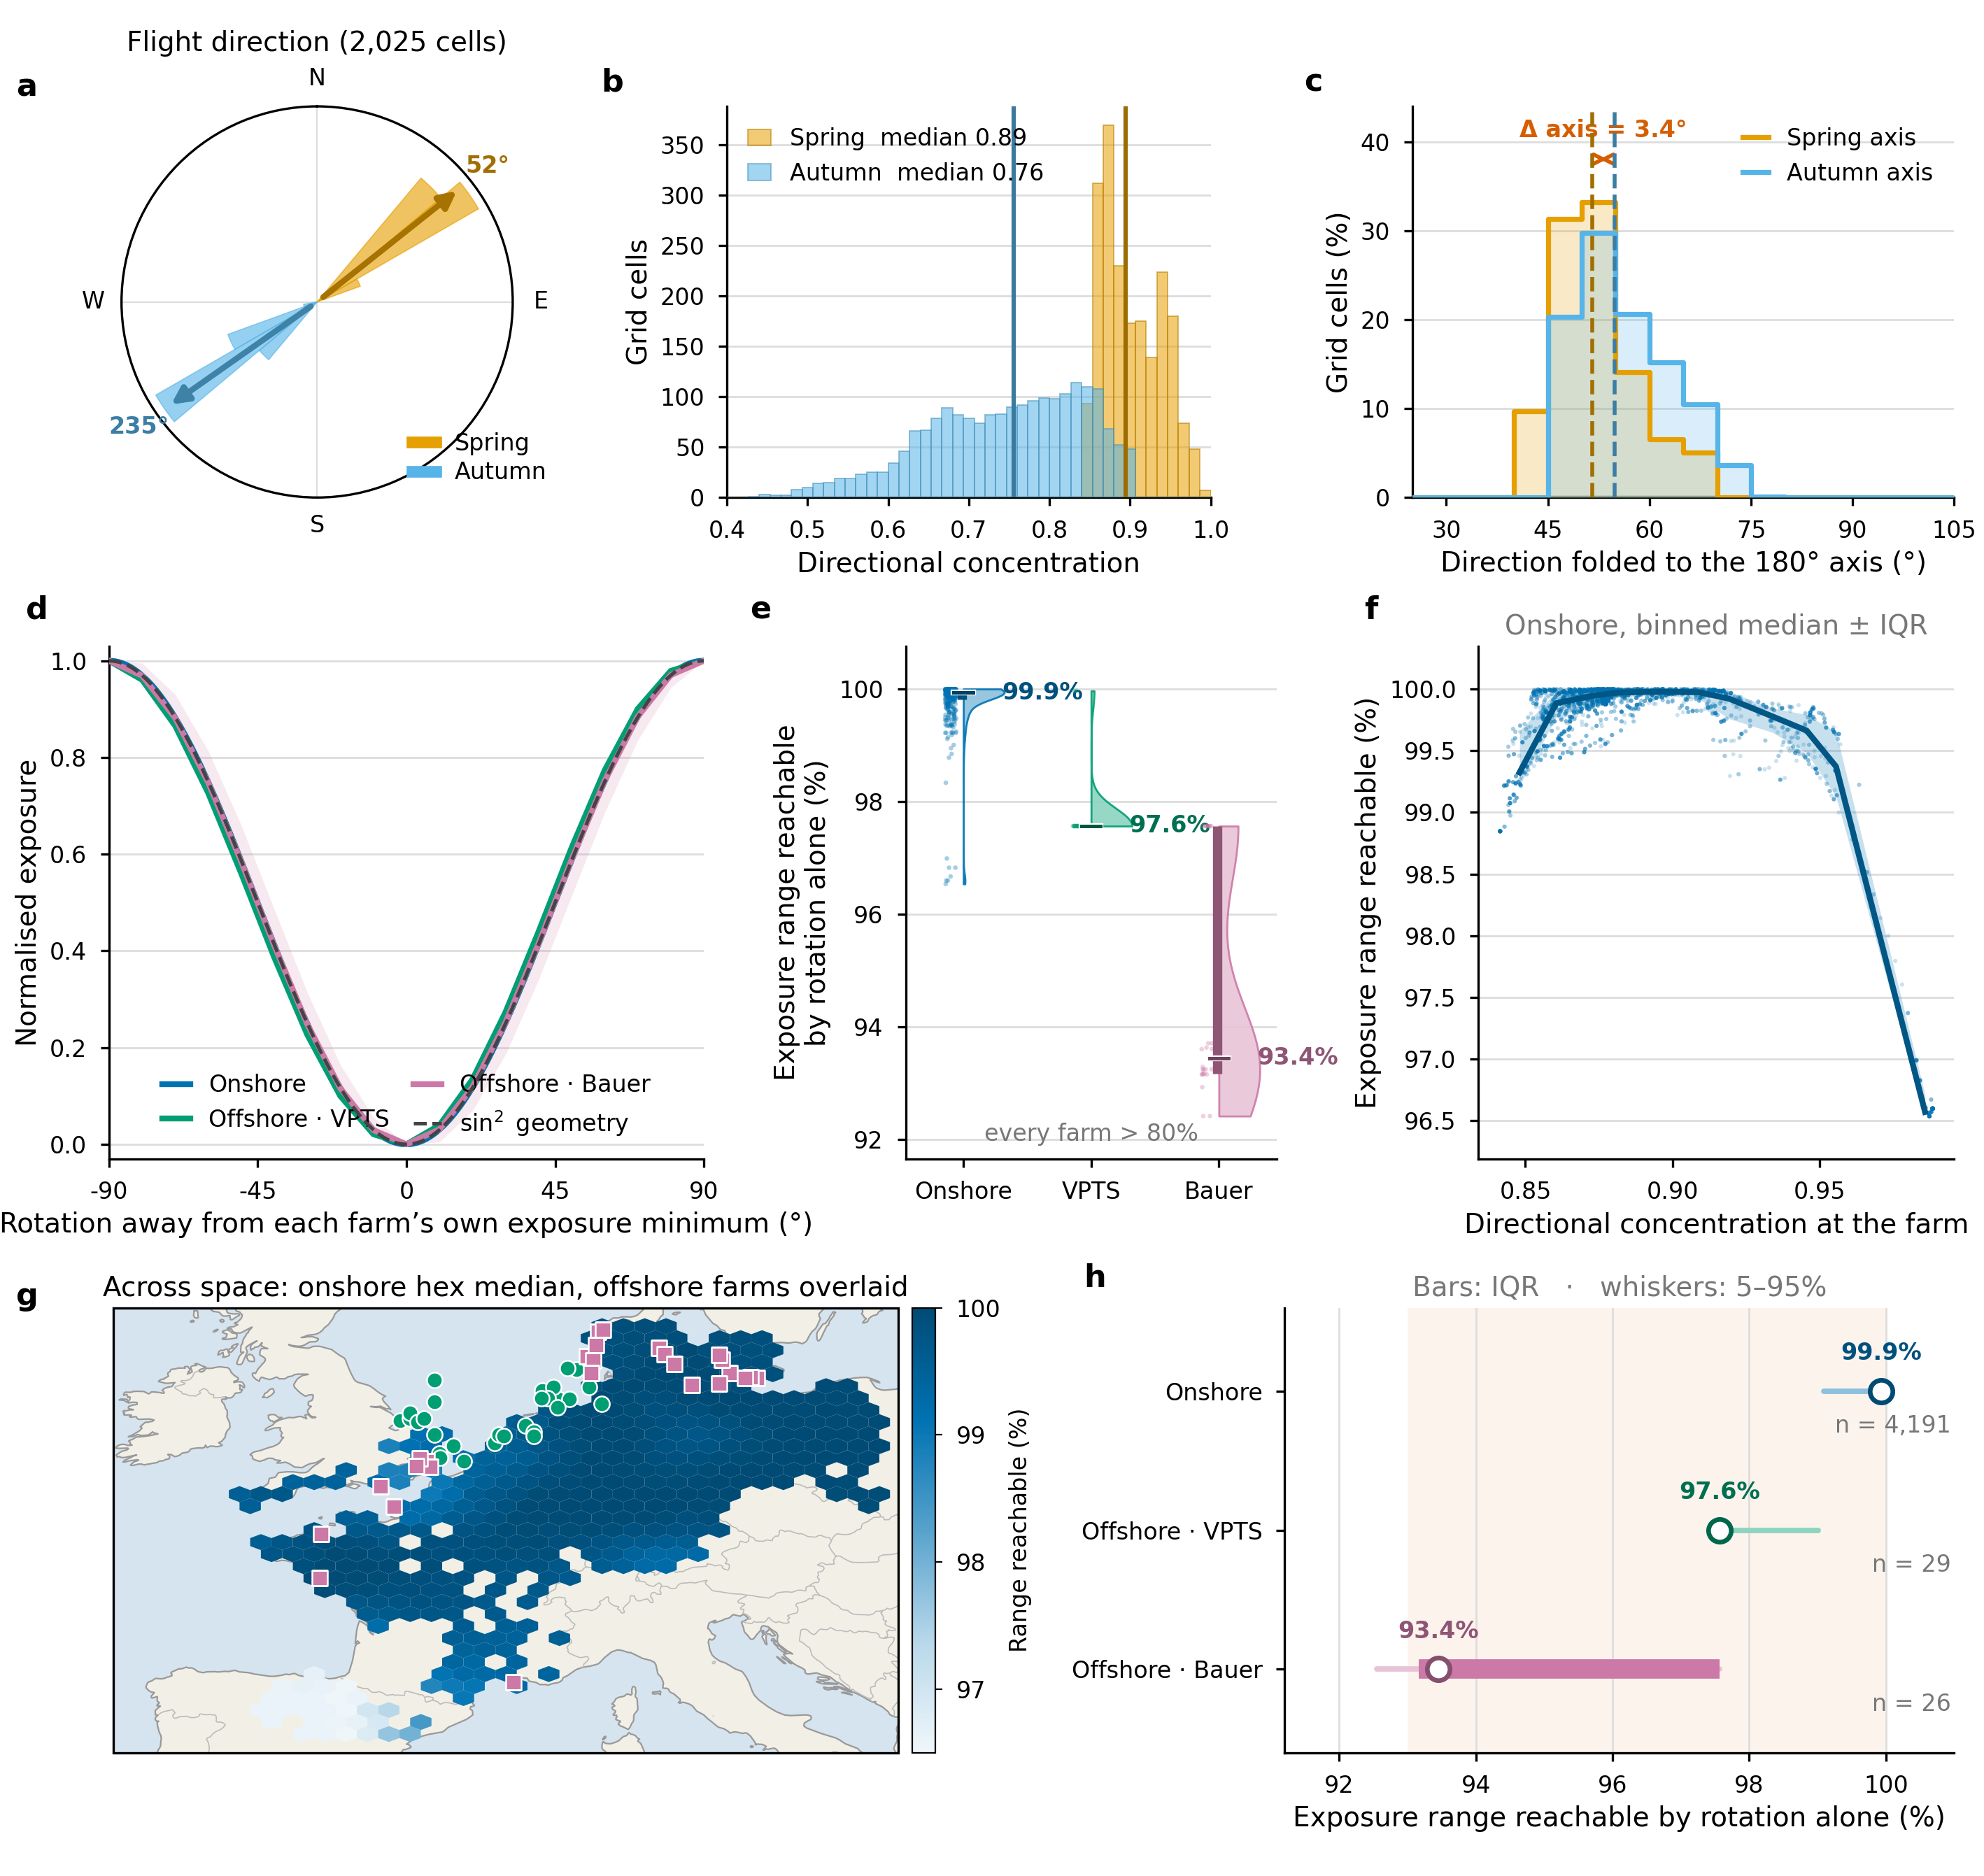 a
Flight direction (2,025 cells)
N
W
E
S
52°
235°
Spring
Autumn
b
Spring  median 0.89
Autumn  median 0.76
Grid cells
350
300
250
200
150
100
50
0
0.4
0.5
0.6
0.7
0.8
0.9
1.0
Directional concentration
c
Δ axis = 3.4°
Spring axis
Autumn axis
Grid cells (%)
40
30
20
10
0
30
45
60
75
90
105
Direction folded to the 180° axis (°)
d
Normalised exposure
1.0
0.8
0.6
0.4
0.2
0.0
Onshore
Offshore · VPTS
Offshore · Bauer
sin² geometry
-90
-45
0
45
90
Rotation away from each farm’s own exposure minimum (°)
e
Exposure range reachable
by rotation alone (%)
100
98
96
94
92
99.9%
97.6%
93.4%
every farm > 80%
Onshore
VPTS
Bauer
f
Onshore, binned median ± IQR
Exposure range reachable (%)
100.0
99.5
99.0
98.5
98.0
97.5
97.0
96.5
0.85
0.90
0.95
Directional concentration at the farm
g
Across space: onshore hex median, offshore farms overlaid
100
99
98
97
Range reachable (%)
h
Bars: IQR   ·   whiskers: 5–95%
Onshore
99.9%
n = 4,191
Offshore · VPTS
97.6%
n = 29
Offshore · Bauer
93.4%
n = 26
92
94
96
98
100
Exposure range reachable by rotation alone (%)